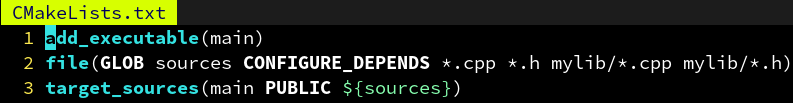 CMakeLists.txt
1 add_executable(main)
2 file(GLOB sources CONFIGURE_DEPENDS *.cpp *.h mylib/*.cpp mylib/*.h)
3 target_sources(main PUBLIC ${sources})